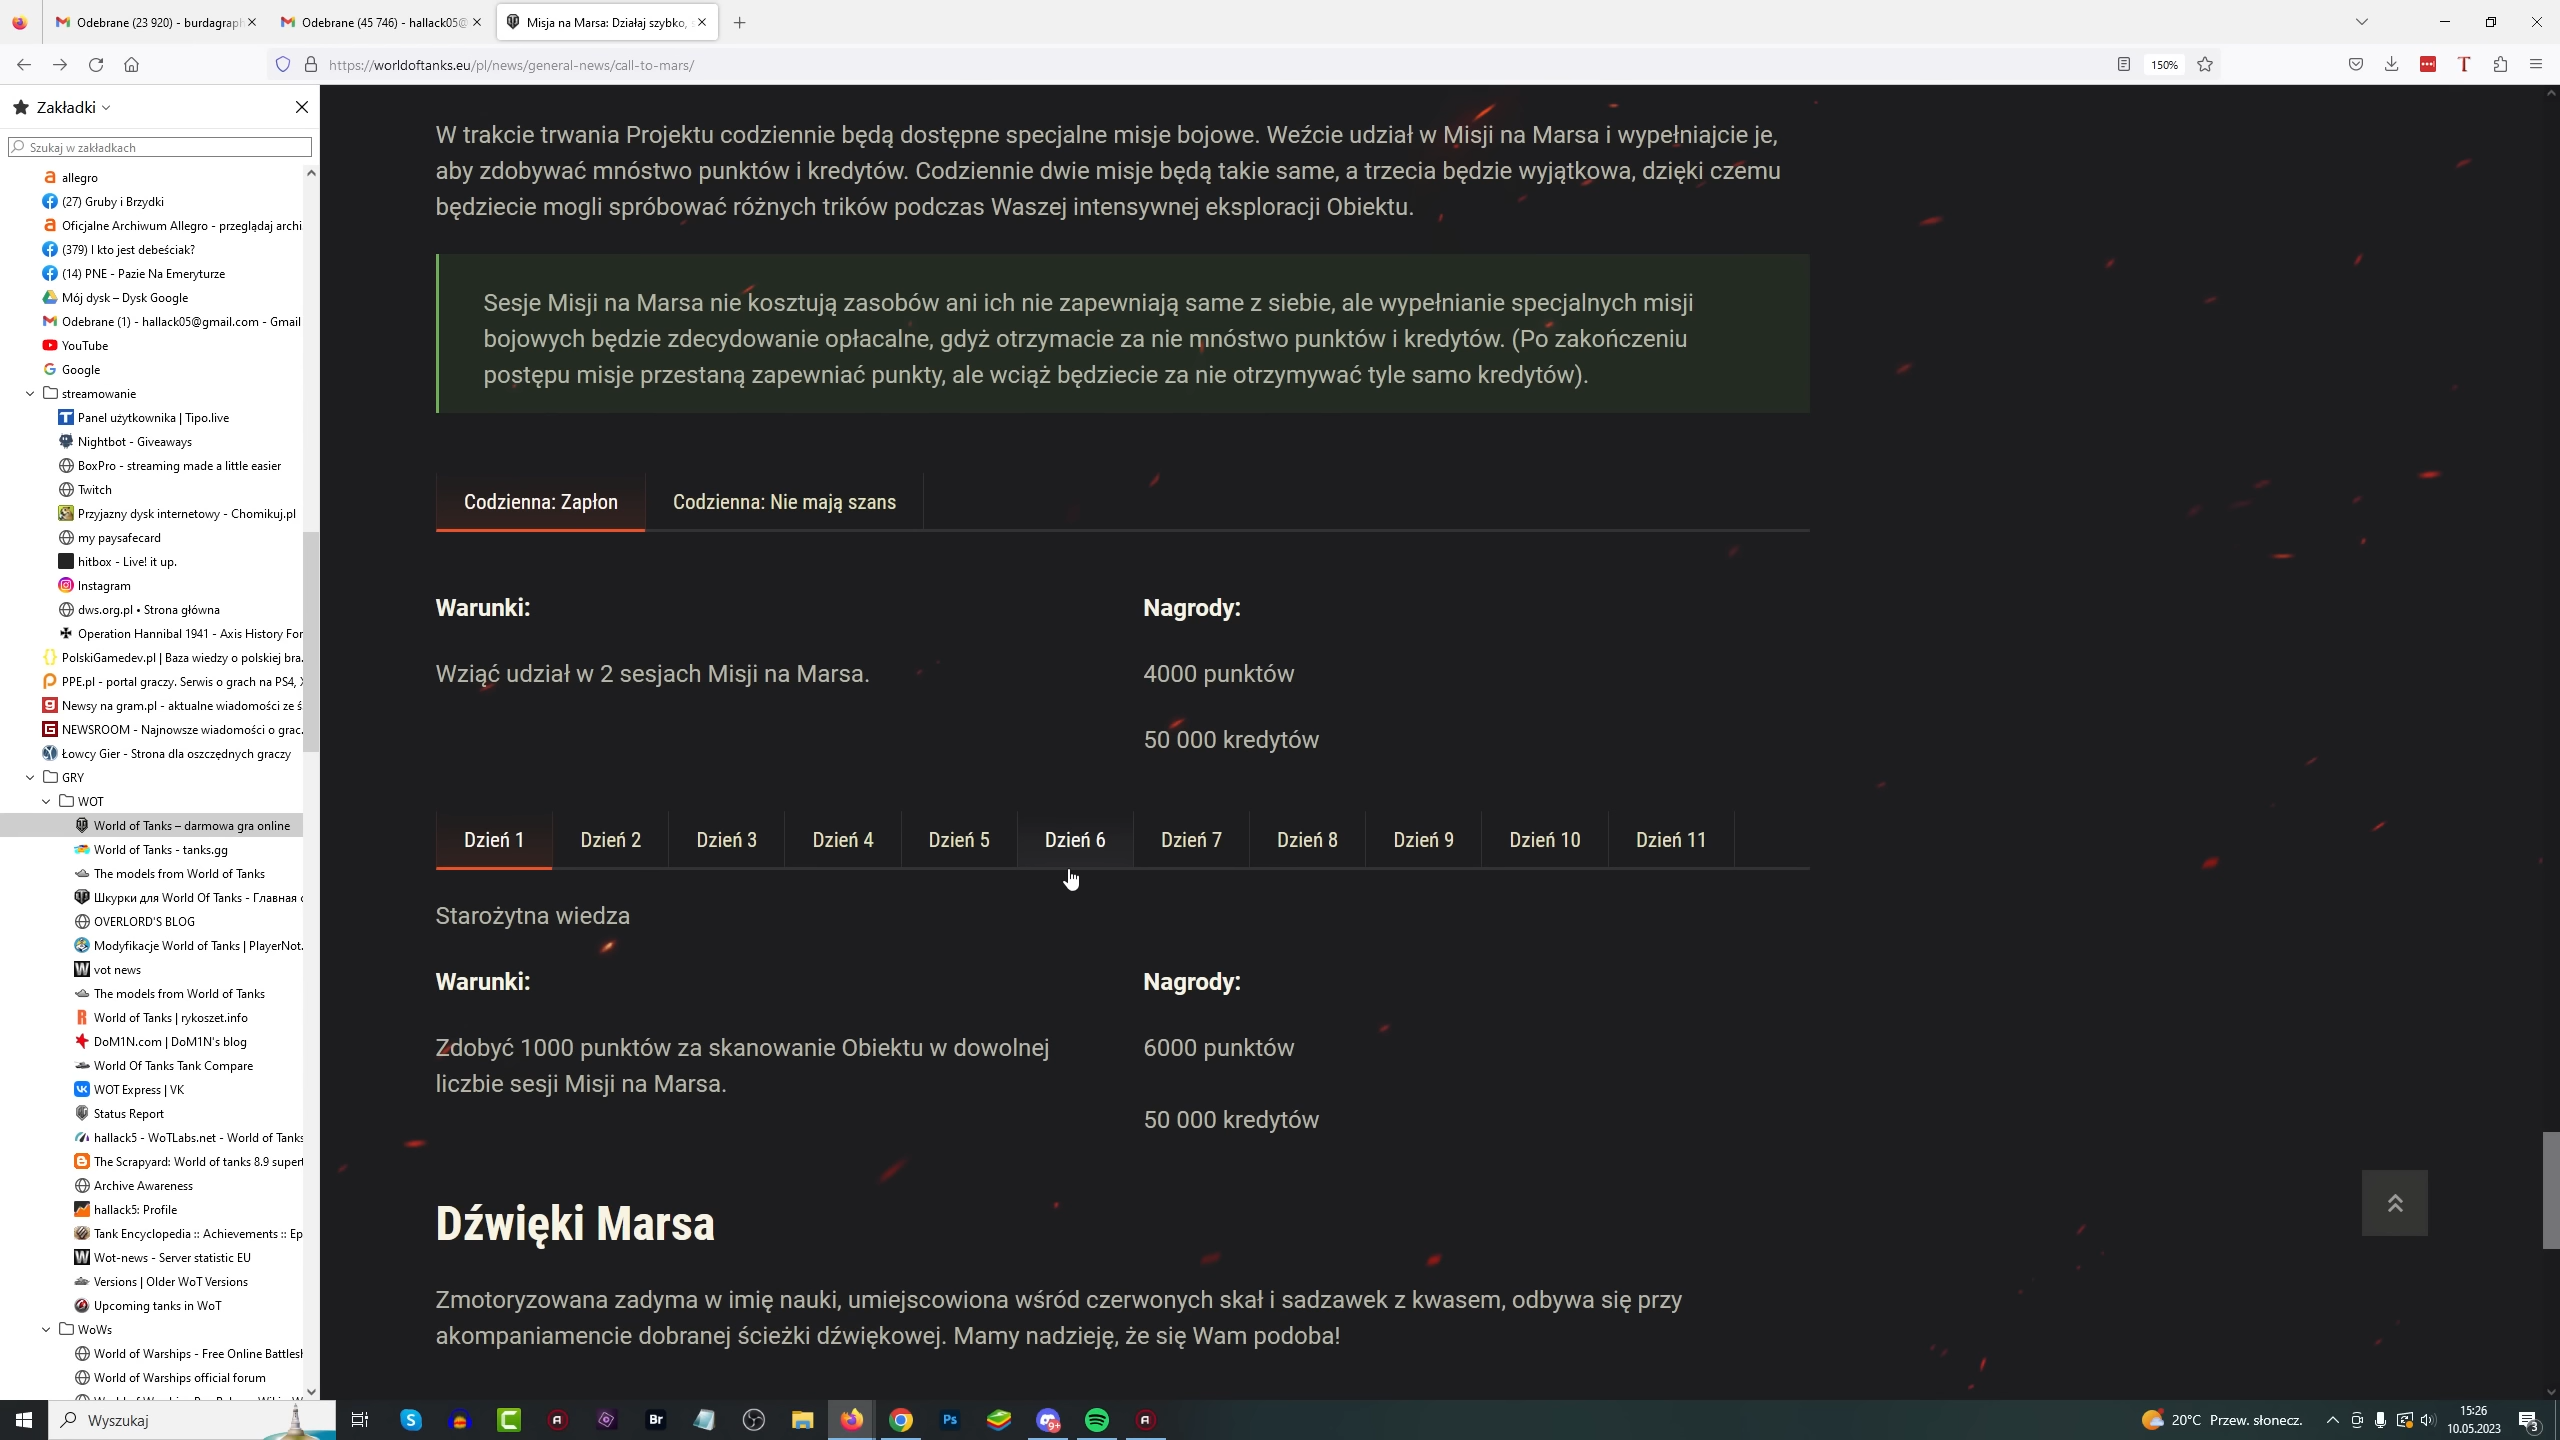 Odebrane (23 920) - burdagraph
Odebrane (45 746) - hallack05@
Misja na Marsa: Działaj szybko,
https://worldoftanks.eu/pl/news/general-news/call-to-mars/
150%
Zakładki
Szukaj w zakładkach
allegro
(27) Gruby i Brzydki
Oficjalne Archiwum Allegro - przeglądaj archi
(379) I kto jest debeściak?
(14) PNE - Pazie Na Emeryturze
Mój dysk – Dysk Google
Odebrane (1) - hallack05@gmail.com - Gmail
YouTube
Google
streamowanie
Panel użytkownika | Tipo.live
Nightbot - Giveaways
BoxPro - streaming made a little easier
Twitch
Przyjazny dysk internetowy - Chomikuj.pl
my paysafecard
hitbox - Live! it up.
Instagram
dws.org.pl • Strona główna
Operation Hannibal 1941 - Axis History For
PolskiGamedev.pl | Baza wiedzy o polskiej bra.
PPE.pl - portal graczy. Serwis o grach na PS4, X
Newsy na gram.pl - aktualne wiadomości ze ś
NEWSROOM - Najnowsze wiadomości o grac.
Łowcy Gier - Strona dla oszczędnych graczy
GRY
WOT
World of Tanks – darmowa gra online
World of Tanks - tanks.gg
The models from World of Tanks
Шкурки для World Of Tanks - Главная с
OVERLORD'S BLOG
Modyfikacje World of Tanks | PlayerNot.
vot news
The models from World of Tanks
World of Tanks | rykoszet.info
DoM1N.com | DoM1N's blog
World Of Tanks Tank Compare
WOT Express | VK
Status Report
hallack5 - WoTLabs.net - World of Tanks
The Scrapyard: World of tanks 8.9 supert
Archive Awareness
hallack5: Profile
Tank Encyclopedia :: Achievements :: Ep
Wot-news - Server statistic EU
Versions | Older WoT Versions
Upcoming tanks in WoT
WoWs
World of Warships - Free Online Battlesh
World of Warships official forum
W trakcie trwania Projektu codziennie będą dostępne specjalne misje bojowe. Weźcie udział w Misji na Marsa i wypełniajcie je,
aby zdobywać mnóstwo punktów i kredytów. Codziennie dwie misje będą takie same, a trzecia będzie wyjątkowa, dzięki czemu
będziecie mogli spróbować różnych trików podczas Waszej intensywnej eksploracji Obiektu.
Sesje Misji na Marsa nie kosztują zasobów ani ich nie zapewniają same z siebie, ale wypełnianie specjalnych misji
bojowych będzie zdecydowanie opłacalne, gdyż otrzymacie za nie mnóstwo punktów i kredytów. (Po zakończeniu
postępu misje przestaną zapewniać punkty, ale wciąż będziecie za nie otrzymywać tyle samo kredytów).
Codzienna: Zapłon
Codzienna: Nie mają szans
Warunki:
Nagrody:
Wziąć udział w 2 sesjach Misji na Marsa.
4000 punktów
50 000 kredytów
Dzień 1
Dzień 2
Dzień 3
Dzień 4
Dzień 5
Dzień 6
Dzień 7
Dzień 8
Dzień 9
Dzień 10
Dzień 11
Starożytna wiedza
Warunki:
Nagrody:
Zdobyć 1000 punktów za skanowanie Obiektu w dowolnej
liczbie sesji Misji na Marsa.
6000 punktów
50 000 kredytów
Dźwięki Marsa
Zmotoryzowana zadyma w imię nauki, umiejscowiona wśród czerwonych skał i sadzawek z kwasem, odbywa się przy
akompaniamencie dobranej ścieżki dźwiękowej. Mamy nadzieję, że się Wam podoba!
Wyszukaj
Br
Ps
9+
20°C Przew. słonecz.
15:26
10.05.2023
3